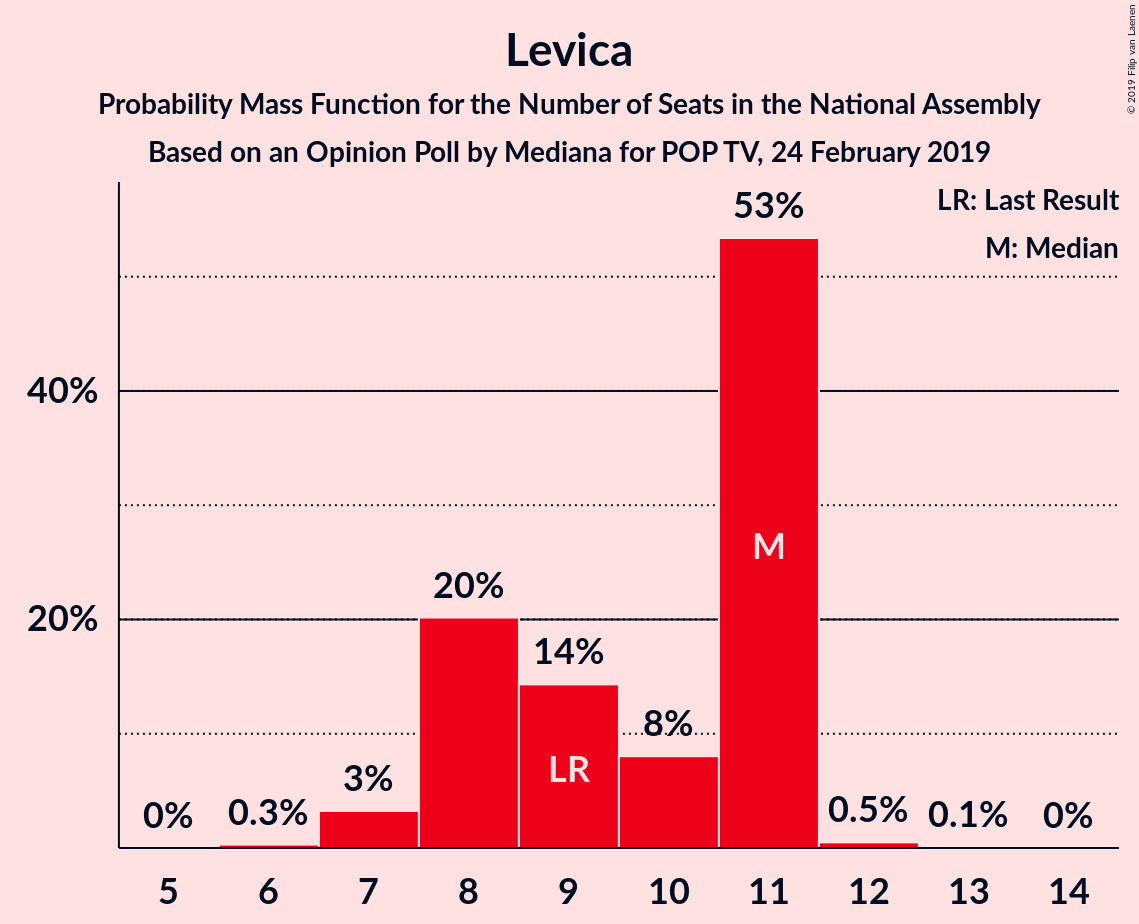 Levica
Probability Mass Function for the Number of Seats in the National Assembly
Based on an Opinion Poll by Mediana for POP TV, 24 February 2019
© 2019 Filip van Laenen
LR: Last Result
M: Median
53%
40%
M
20%
20%
14%
8%
LR
3%
0%
0.3%
0.5%
0.1%
0%
5 6 7 8 9 10 11 12 13 14